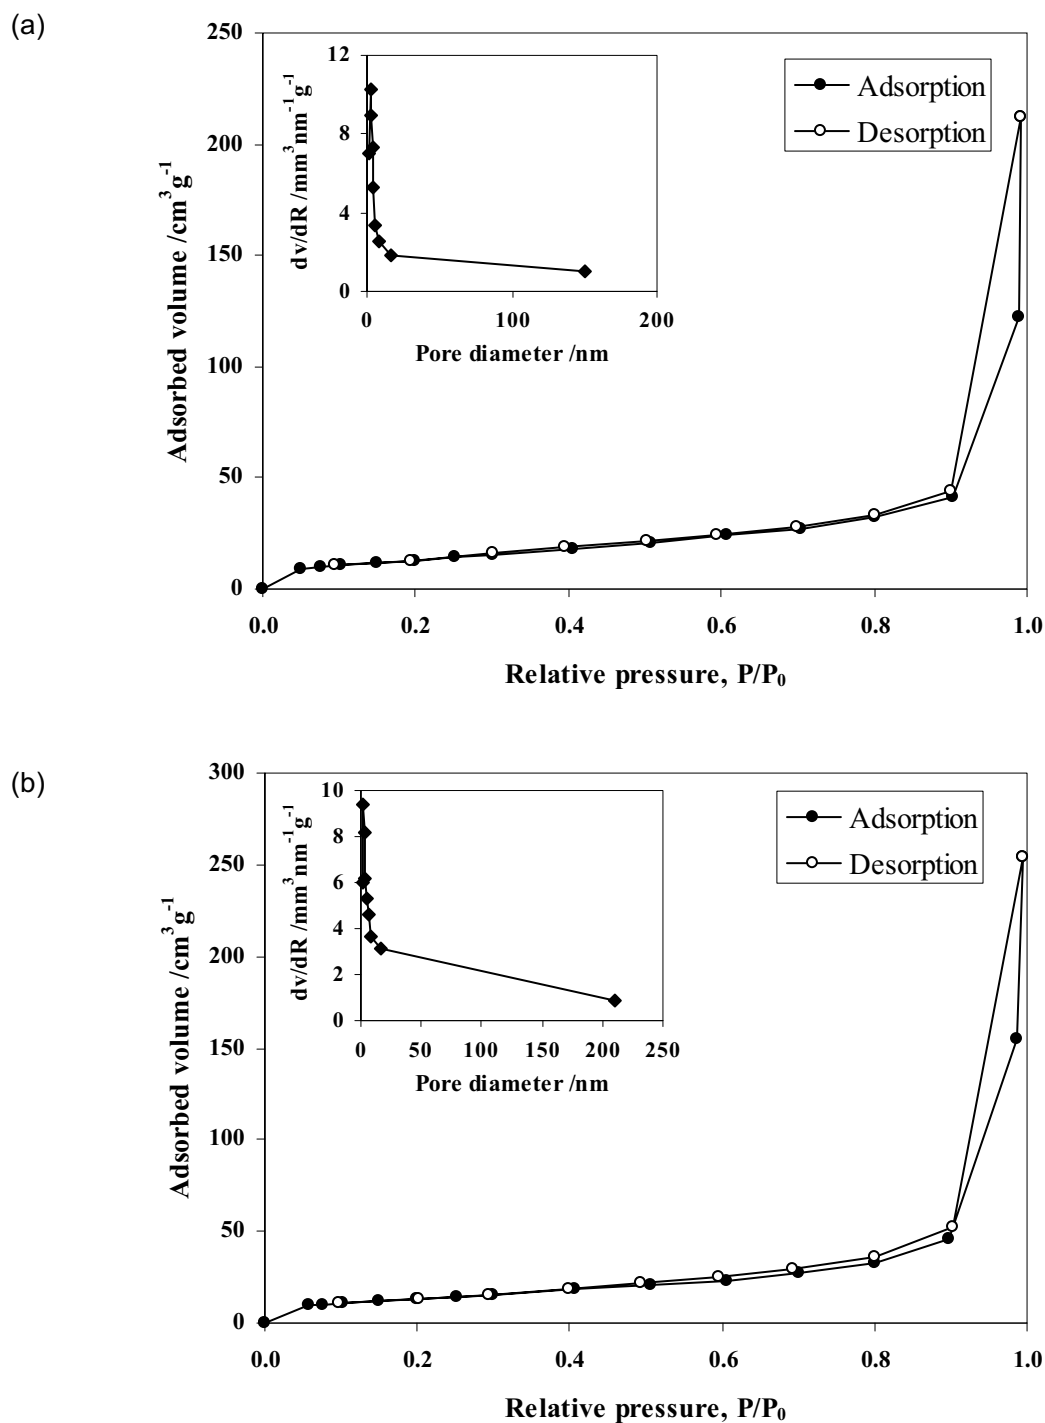 (a)
250
200
150
100
50
0
Adsorbed volume /cm³g⁻¹
0.0 0.2 0.4 0.6 0.8 1.0
Relative pressure, P/P₀
Adsorption
Desorption
12
8
4
0
dv/dR /mm³nm⁻¹g⁻¹
0 100 200
Pore diameter /nm
(b)
300
250
200
150
100
50
0
Adsorbed volume /cm³g⁻¹
0.0 0.2 0.4 0.6 0.8 1.0
Relative pressure, P/P₀
Adsorption
Desorption
10
8
6
4
2
0
dv/dR /mm³nm⁻¹g⁻¹
0 50 100 150 200 250
Pore diameter /nm